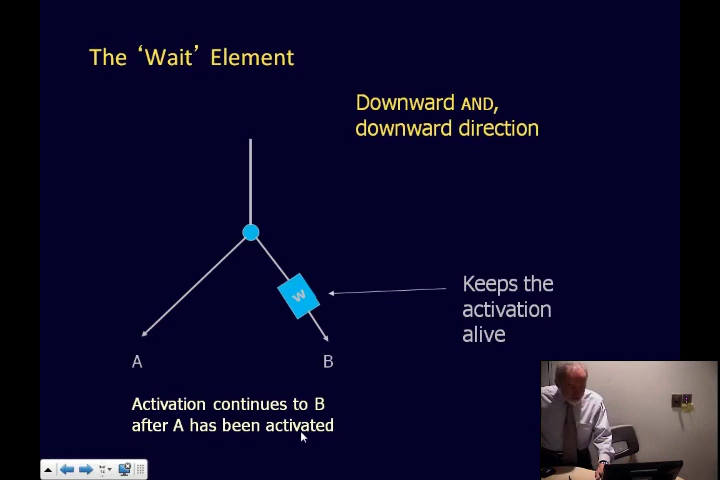 The ‘Wait’ Element
Downward AND,
downward direction
W
Keeps the
activation
alive
A
B
Activation continues to B
after A has been activated